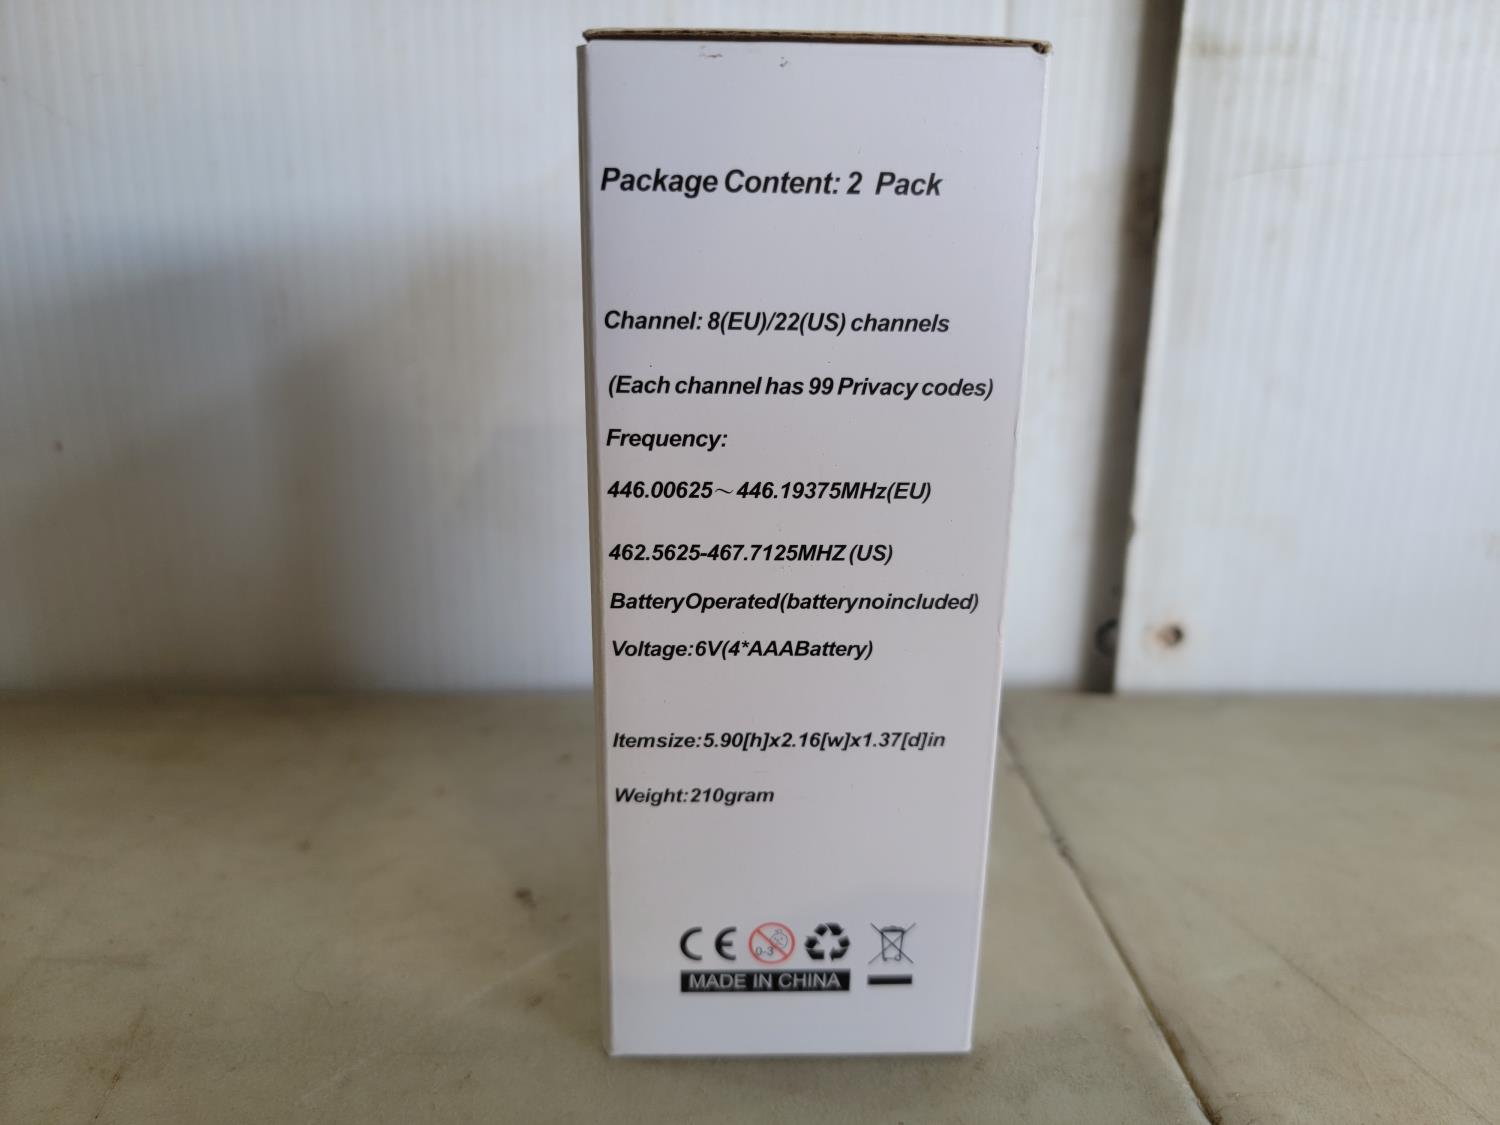 Package Content: 2 Pack
Channel: 8(EU)/22(US) channels
(Each channel has 99 Privacy codes)
Frequency:
446.00625～446.19375MHz(EU)
462.5625-467.7125MHZ (US)
BatteryOperated(batterynoincluded)
Voltage:6V(4*AAABattery)
Itemsize:5.90[h]x2.16[w]x1.37[d]in
Weight:210gram
CE 0-3
MADE IN CHINA